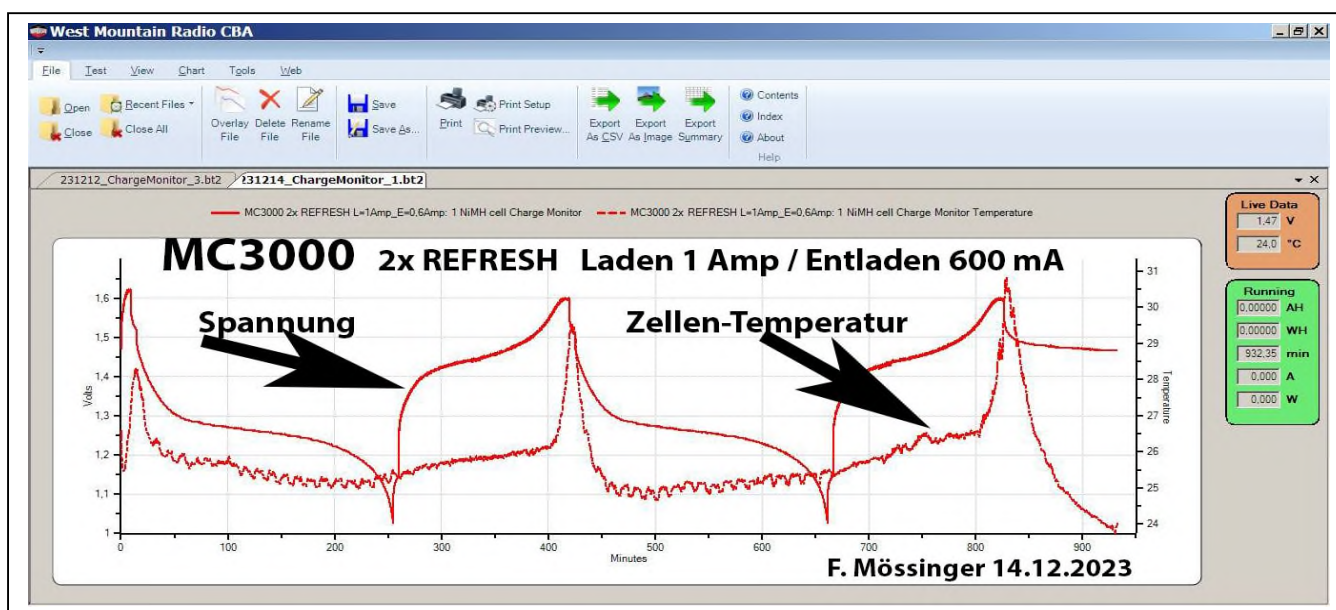 West Mountain Radio CBA
File Test View Chart Tools Web
Open Recent Files Overlay File Delete File Rename File Save Print Print Setup Export As CSV Export As Image Export Summary Contents
Close Close All Save As... Print Preview... Index
About
Help
231212_ChargeMonitor_3.bt2 231214_ChargeMonitor_1.bt2
MC3000 2x REFRESH L=1Amp_E=0,6Amp: 1 NiMH cell Charge Monitor MC3000 2x REFRESH L=1Amp_E=0,6Amp: 1 NiMH cell Charge Monitor Temperature
MC3000 2x REFRESH Laden 1 Amp / Entladen 600 mA
Spannung Zellen-Temperatur
Volts
1,6
1,5
1,4
1,3
1,2
1,1
1
Temperature
31
30
29
28
27
26
25
24
0 100 200 300 400 500 600 700 800 900
Minutes
F. Mössinger 14.12.2023
Live Data
1,47 V
24,0 °C
Running
0,00000 AH
0,00000 WH
932,35 min
0,000 A
0,000 W